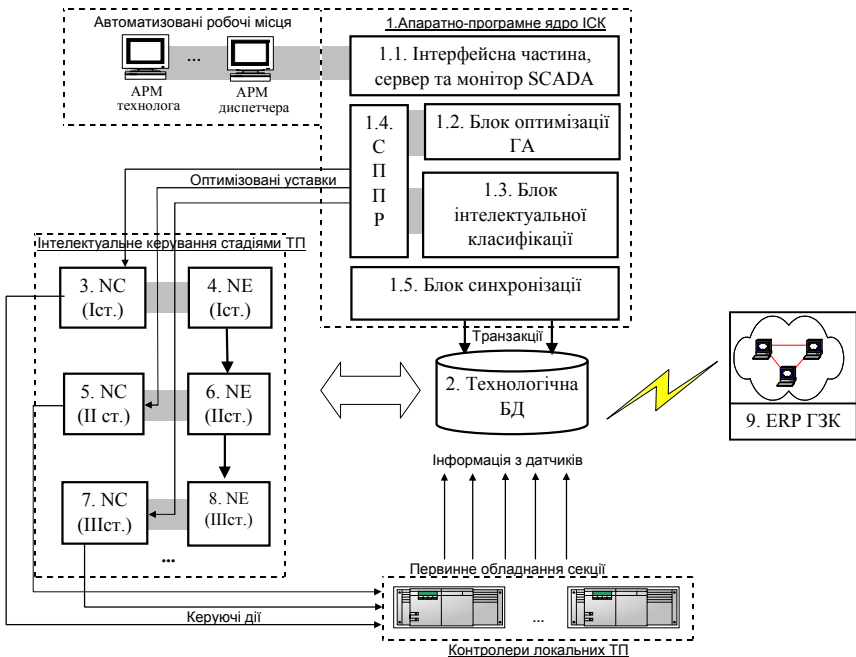 Автоматизовані робочі місця
...
АРМ
технолога
АРМ
диспетчера
1.Апаратно-програмне ядро ІСК
1.1. Інтерфейсна частина,
сервер та монітор SCADA
1.4.
С
П
П
Р
1.2. Блок оптимізації
ГА
1.3. Блок
інтелектуальної
класифікації
1.5. Блок синхронізації
Оптимізовані уставки
Інтелектуальне керування стадіями ТП
3. NC
(Іст.)
4. NE
(Іст.)
5. NC
(ІІ ст.)
6. NE
(ІІст.)
7. NC
(ІІІст.)
8. NE
(ІІІст.)
...
Транзакції
2. Технологічна
БД
9. ERP ГЗК
Інформація з датчиків
Первинне обладнання секції
...
Керуючі дії
Контролери локальних ТП